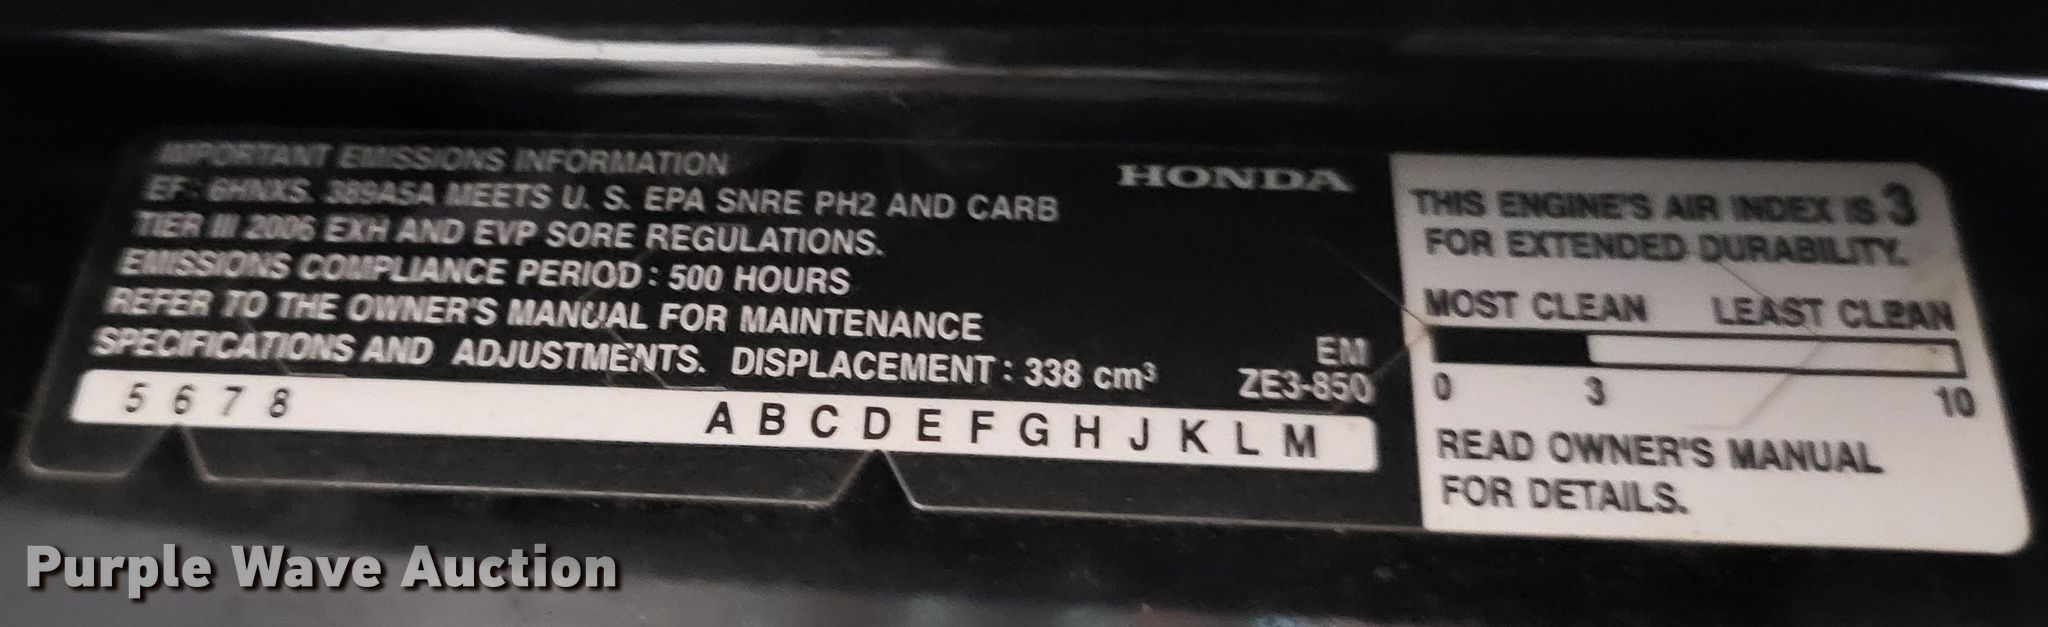 IMPORTANT EMISSIONS INFORMATION
HONDA
EF : 6HNXS. 389A5A MEETS U. S. EPA SNRE PH2 AND CARB
TIER III 2006 EXH AND EVP SORE REGULATIONS.
EMISSIONS COMPLIANCE PERIOD : 500 HOURS
REFER TO THE OWNER'S MANUAL FOR MAINTENANCE
SPECIFICATIONS AND ADJUSTMENTS. DISPLACEMENT : 338 cm³
EM
ZE3-850
5 6 7 8 A B C D E F G H J K L M
THIS ENGINE'S AIR INDEX IS 3
FOR EXTENDED DURABILITY.
MOST CLEAN LEAST CLEAN
0 3 10
READ OWNER'S MANUAL
FOR DETAILS.
Purple Wave Auction